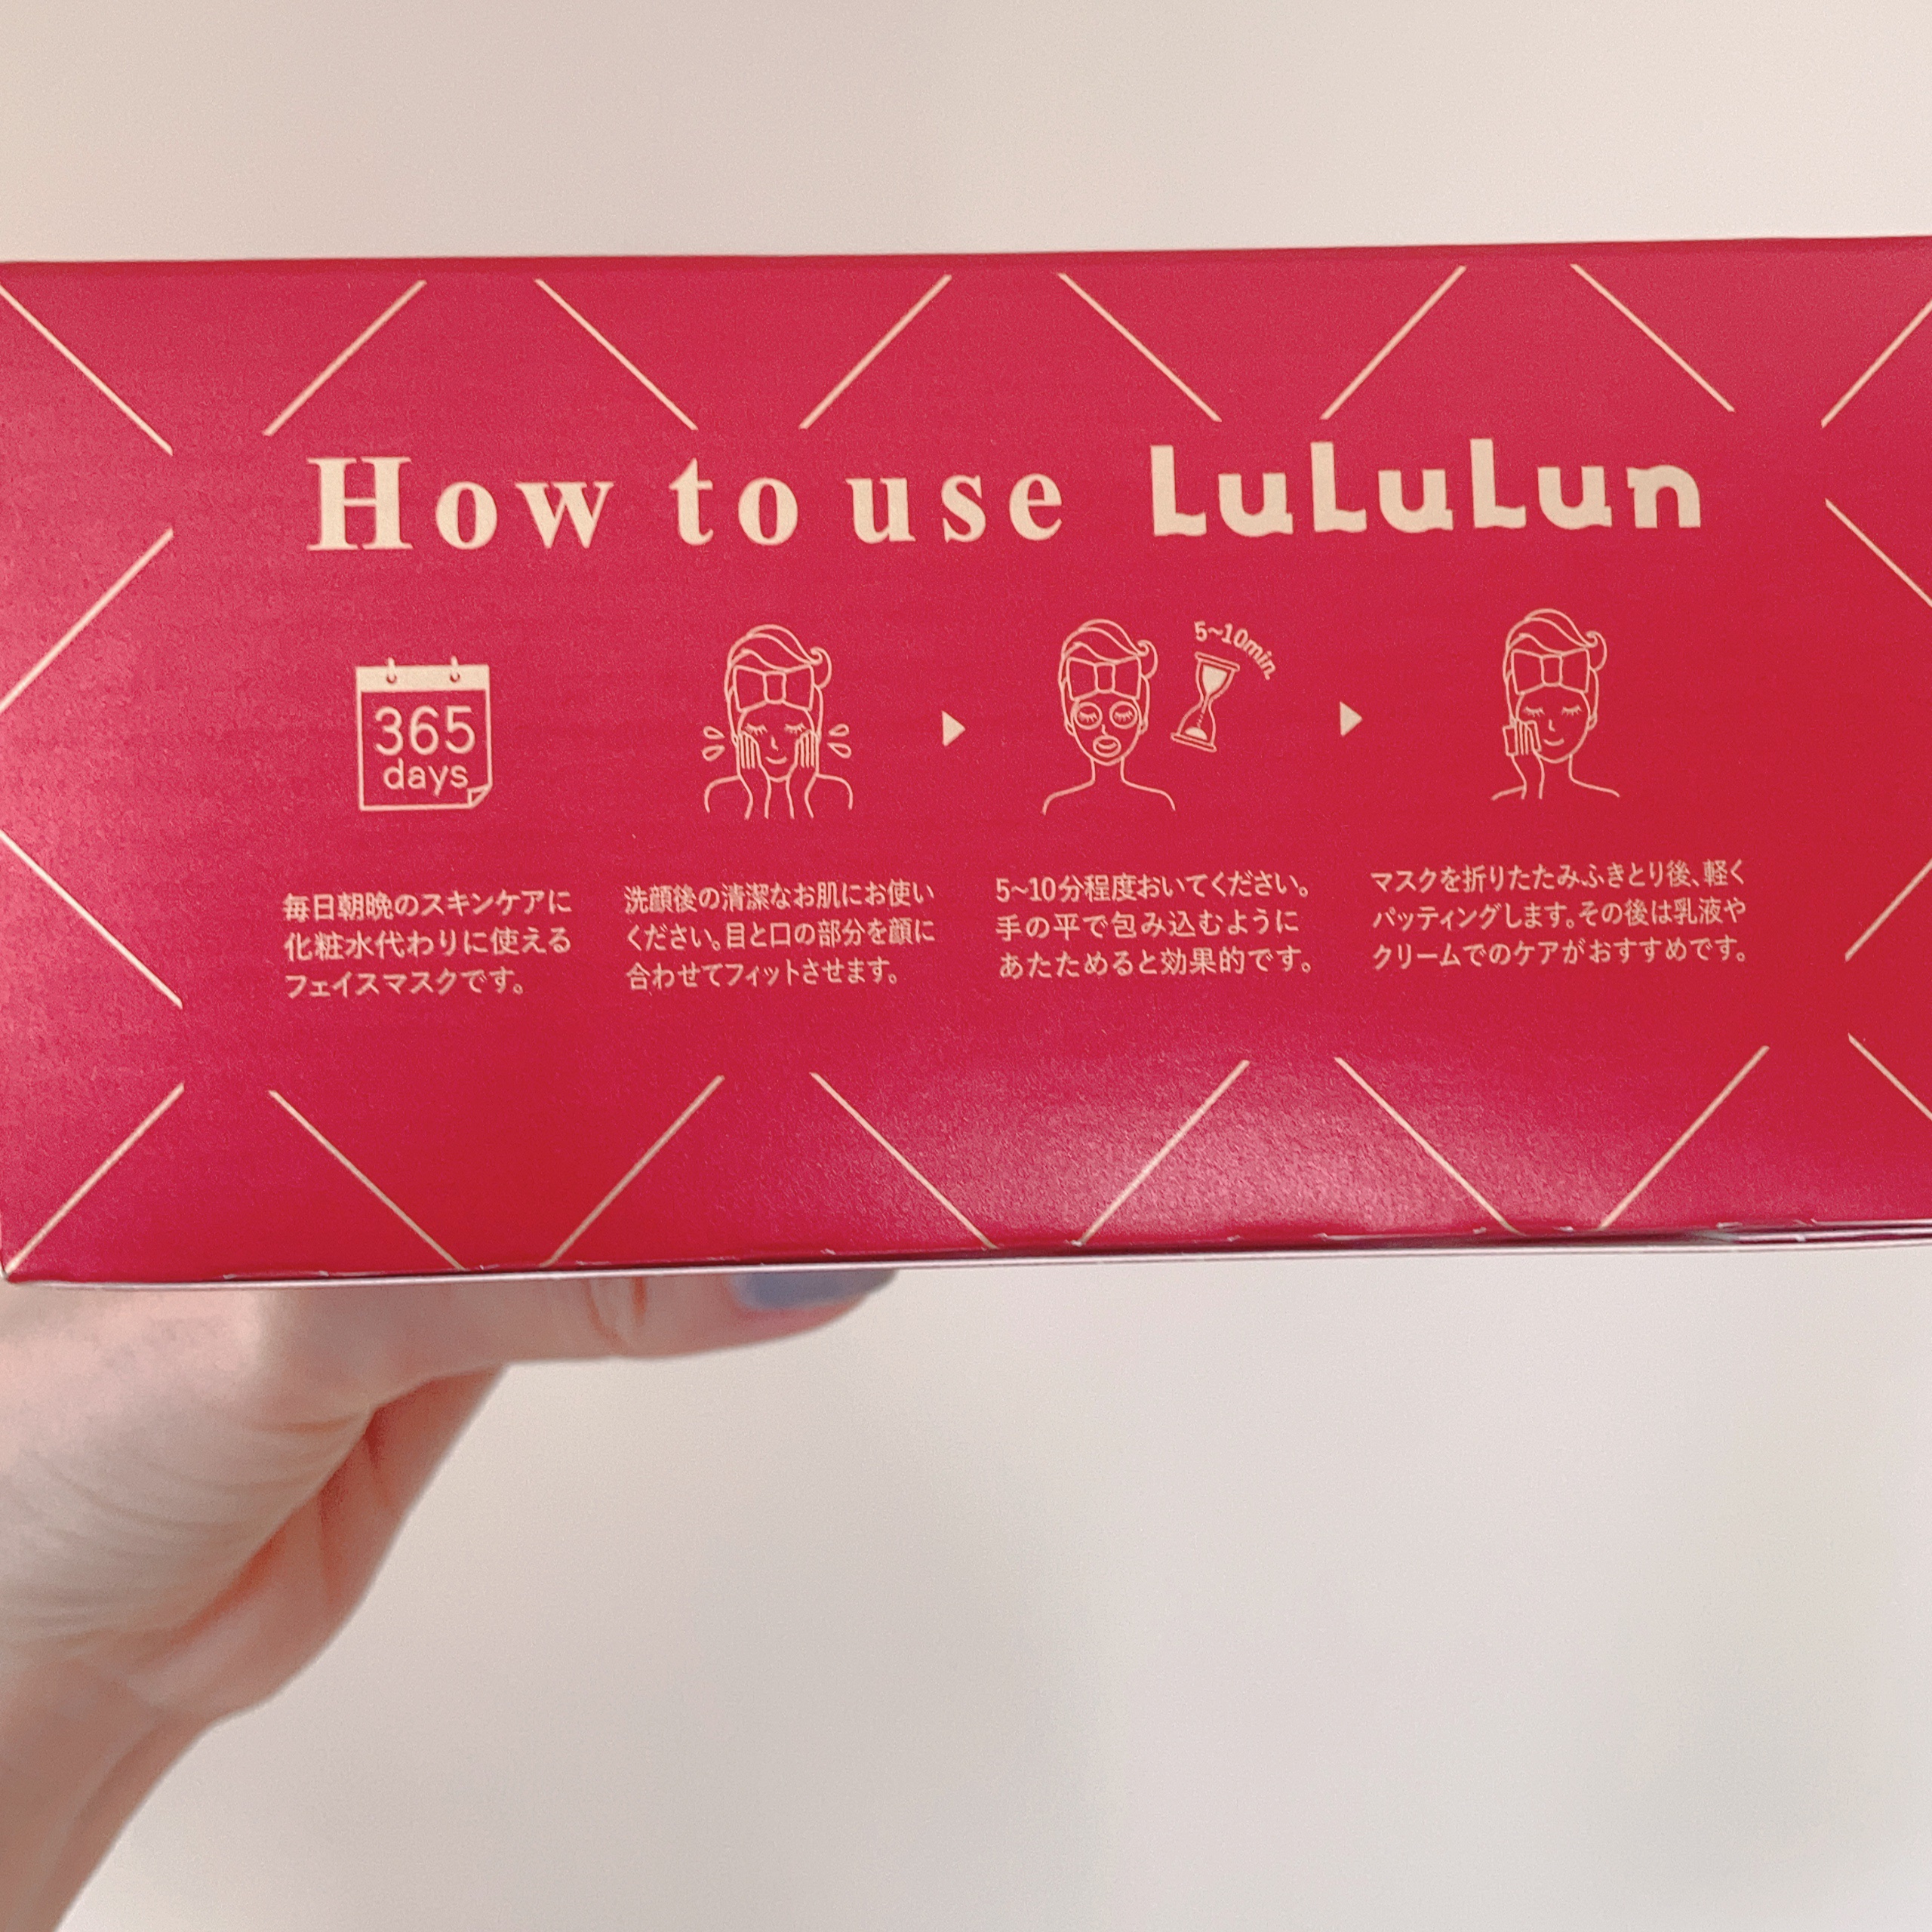 How to use LuLuLun
365
days
5~10min
毎日朝晩のスキンケアに
化粧水代わりに使える
フェイスマスクです。
洗顔後の清潔なお肌にお使い
ください。目と口の部分を顔に
合わせてフィットさせます。
5~10分程度おいてください。
手の平で包み込むように
あたためると効果的です。
マスクを折りたたみふきとり後、軽く
パッティングします。その後は乳液や
クリームでのケアがおすすめです。